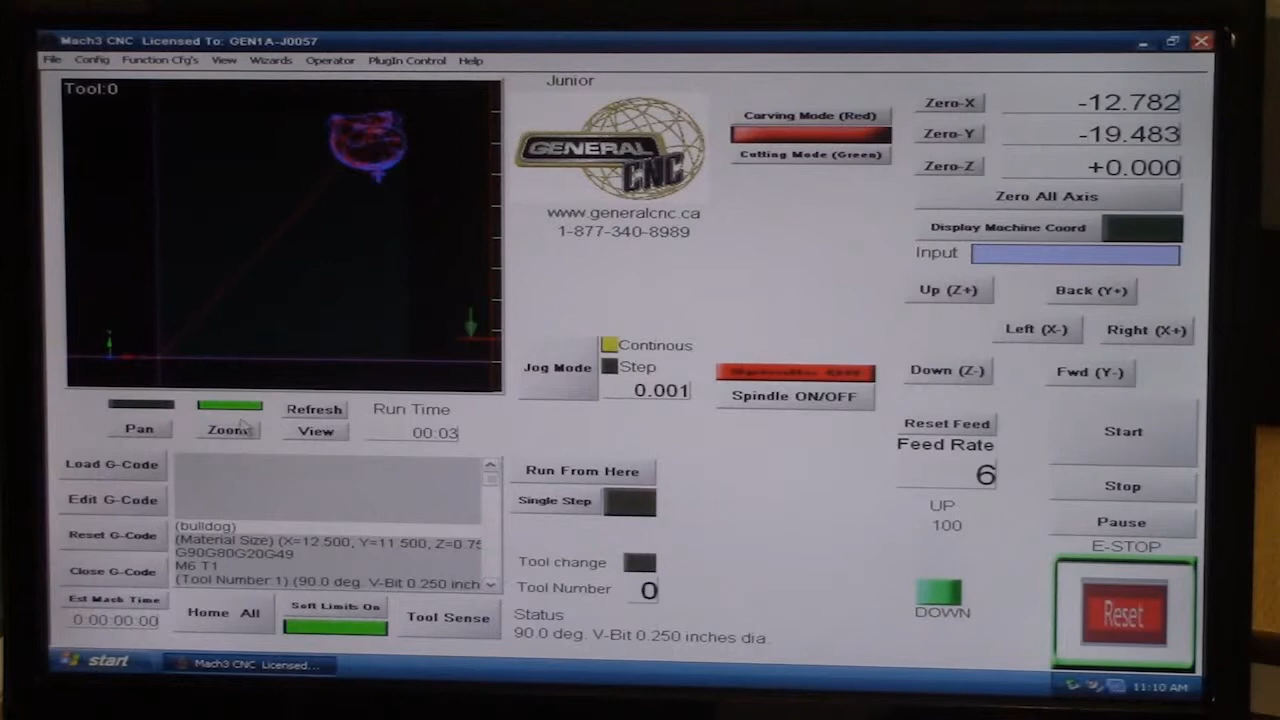 Mach3 CNC Licensed To: GEN1A-J0057
File Config Function Cfg's View Wizards Operator PlugIn Control Help
Tool:0
Junior
GENERAL
CNC
www.generalcnc.ca
1-877-340-8989
Carving Mode (Red)
Cutting Mode (Green)
Zero-X -12.782
Zero-Y -19.483
Zero-Z +0.000
Zero All Axis
Display Machine Coord
Input
Up (Z+) Back (Y+)
Left (X-) Right (X+)
Down (Z-) Fwd (Y-)
Jog Mode
Continous
Step
0.001
Spindle ON/OFF
Pan Zoom
Refresh
View
Run Time
00:03
Load G-Code
Edit G-Code
Reset G-Code
Close G-Code
Est Mach Time
0:00:00:00
(bulldog)
(Material Size) (X=12.500, Y=11.500, Z=0.75
G90G80G20G49
M6 T1
(Tool Number:1) (90.0 deg. V-Bit 0.250 inch
Home All
Soft Limits On
Tool Sense
Run From Here
Single Step
Tool change
Tool Number 0
Status
90.0 deg. V-Bit 0.250 inches dia.
Reset Feed
Feed Rate
6
UP
100
DOWN
Start
Stop
Pause
E-STOP
Reset
start Mach3 CNC Licensed... 11:10 AM